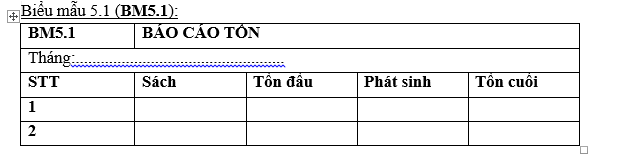 Biểu mẫu 5.1 (BM5.1):
BM5.1 BÁO CÁO TỒN
Tháng:..................................................
STT Sách Tồn đầu Phát sinh Tồn cuối
1
2